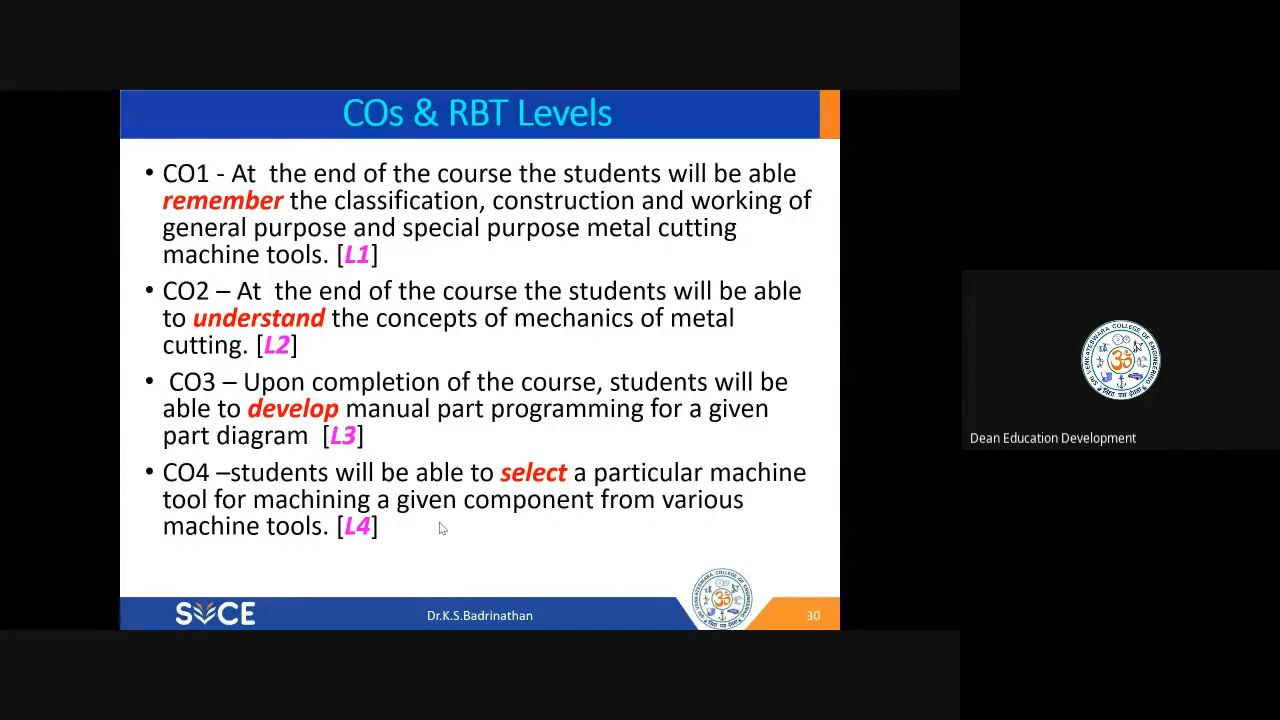 COs & RBT Levels
• CO1 - At the end of the course the students will be able
remember the classification, construction and working of
general purpose and special purpose metal cutting
machine tools. [L1]
• CO2 – At the end of the course the students will be able
to understand the concepts of mechanics of metal
cutting. [L2]
• CO3 – Upon completion of the course, students will be
able to develop manual part programming for a given
part diagram [L3]
• CO4 –students will be able to select a particular machine
tool for machining a given component from various
machine tools. [L4]
SVCE
Dr.K.S.Badrinathan
30
SRI VENKATESWARA COLLEGE OF ENGINEERING
ॐ
Dean Education Development